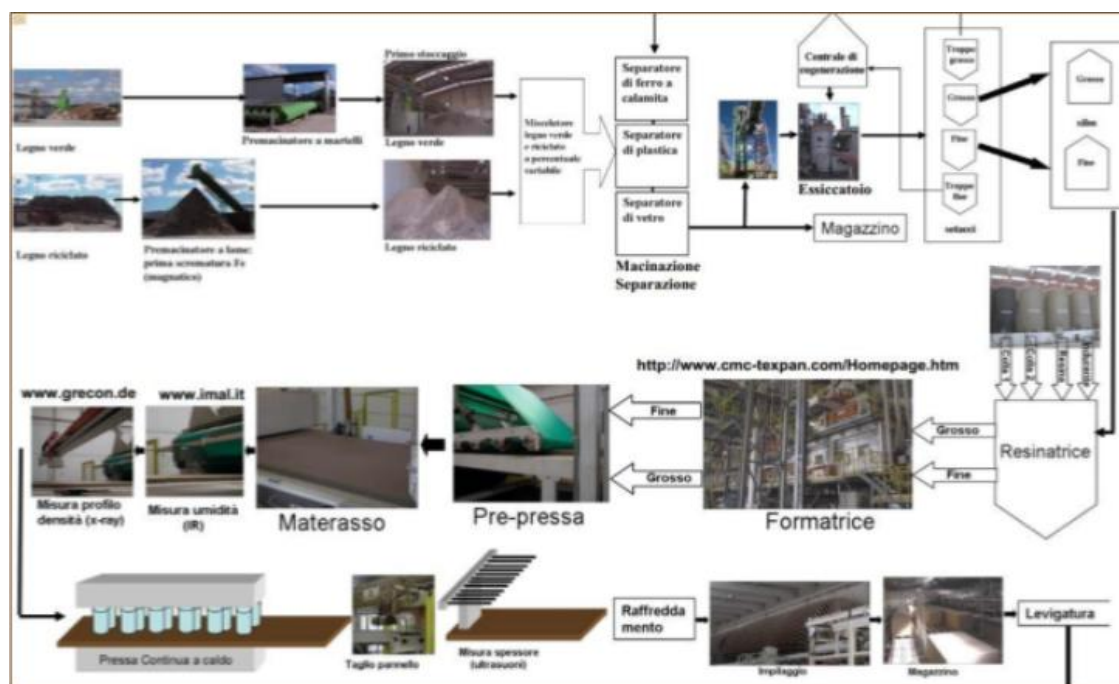 Legno verde
Premacinatore a martelli
Primo stoccaggio
Legno verde
Legno riciclato
Premacinatore a lame:
prima scrematura Fe
(magnatico)
Legno riciclato
Miscelatore
legno verde
e riciclato
a percentuale
variabile
Separatore
di ferro a
calamita
Separatore
di plastica
Separatore
di vetro
Macinazione
Separazione
Centrale di
rogenerazione
Essiccatoio
Magazzino
Troppo
grosso
Grosso
Fine
Troppo
fine
setacci
Grosso
silos
Fine
Colla 1
Colla 2
Resina
Indurente
Resinatrice
http://www.cmc-texpan.com/Homepage.htm
Grosso
Fine
Formatrice
Fine
Grosso
Pre-pressa
Materasso
www.imal.it
Misura umidità
(IR)
www.grecon.de
Misura profilo
densità (x-ray)
Pressa Continua a caldo
Taglio pannello
Misura spessore
(ultrasuoni)
Raffredda
mento
Impilaggio
Magazzino
Levigatura